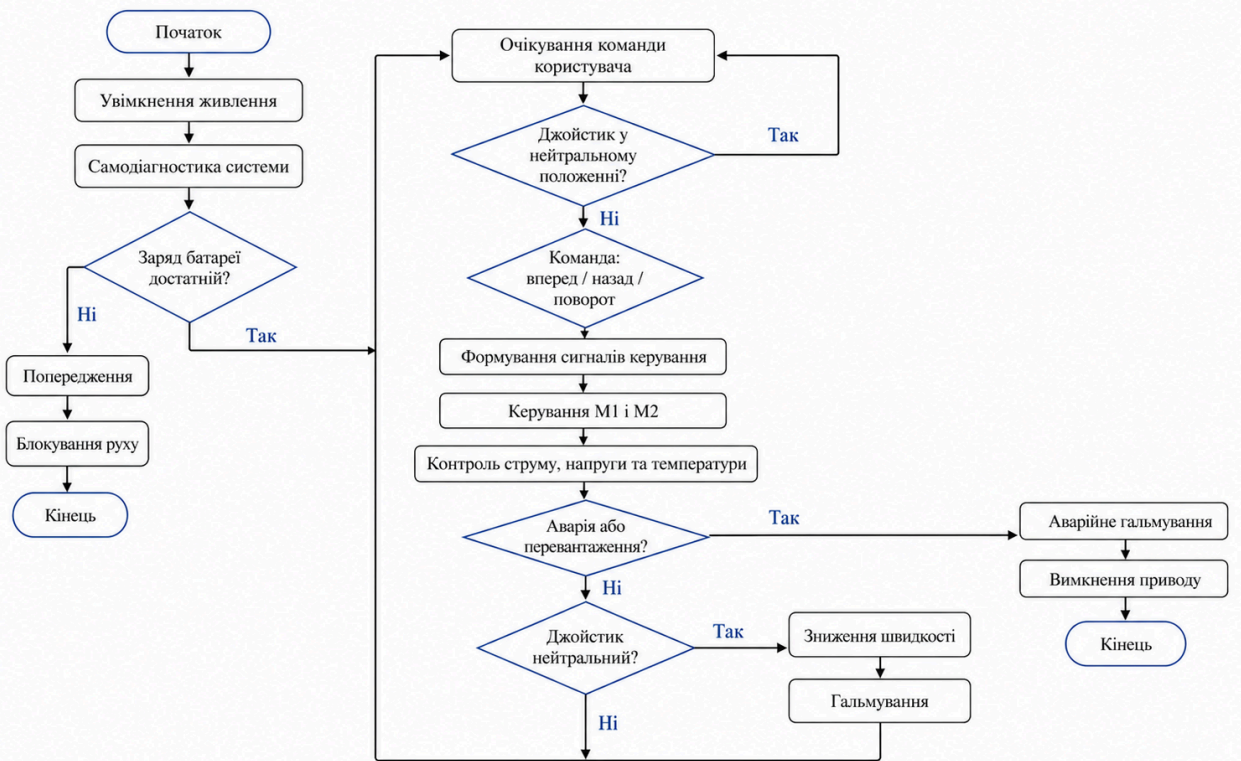 Початок
Увімкнення живлення
Самодіагностика системи
Заряд батареї
достатній?
Ні
Так
Попередження
Блокування руху
Кінець
Очікування команди
користувача
Джойстик у
нейтральному
положенні?
Так
Ні
Команда:
вперед / назад /
поворот
Формування сигналів керування
Керування М1 і М2
Контроль струму, напруги та температури
Аварія або
перевантаження?
Так
Ні
Аварійне гальмування
Вимкнення приводу
Кінець
Джойстик
нейтральний?
Так
Ні
Зниження швидкості
Гальмування